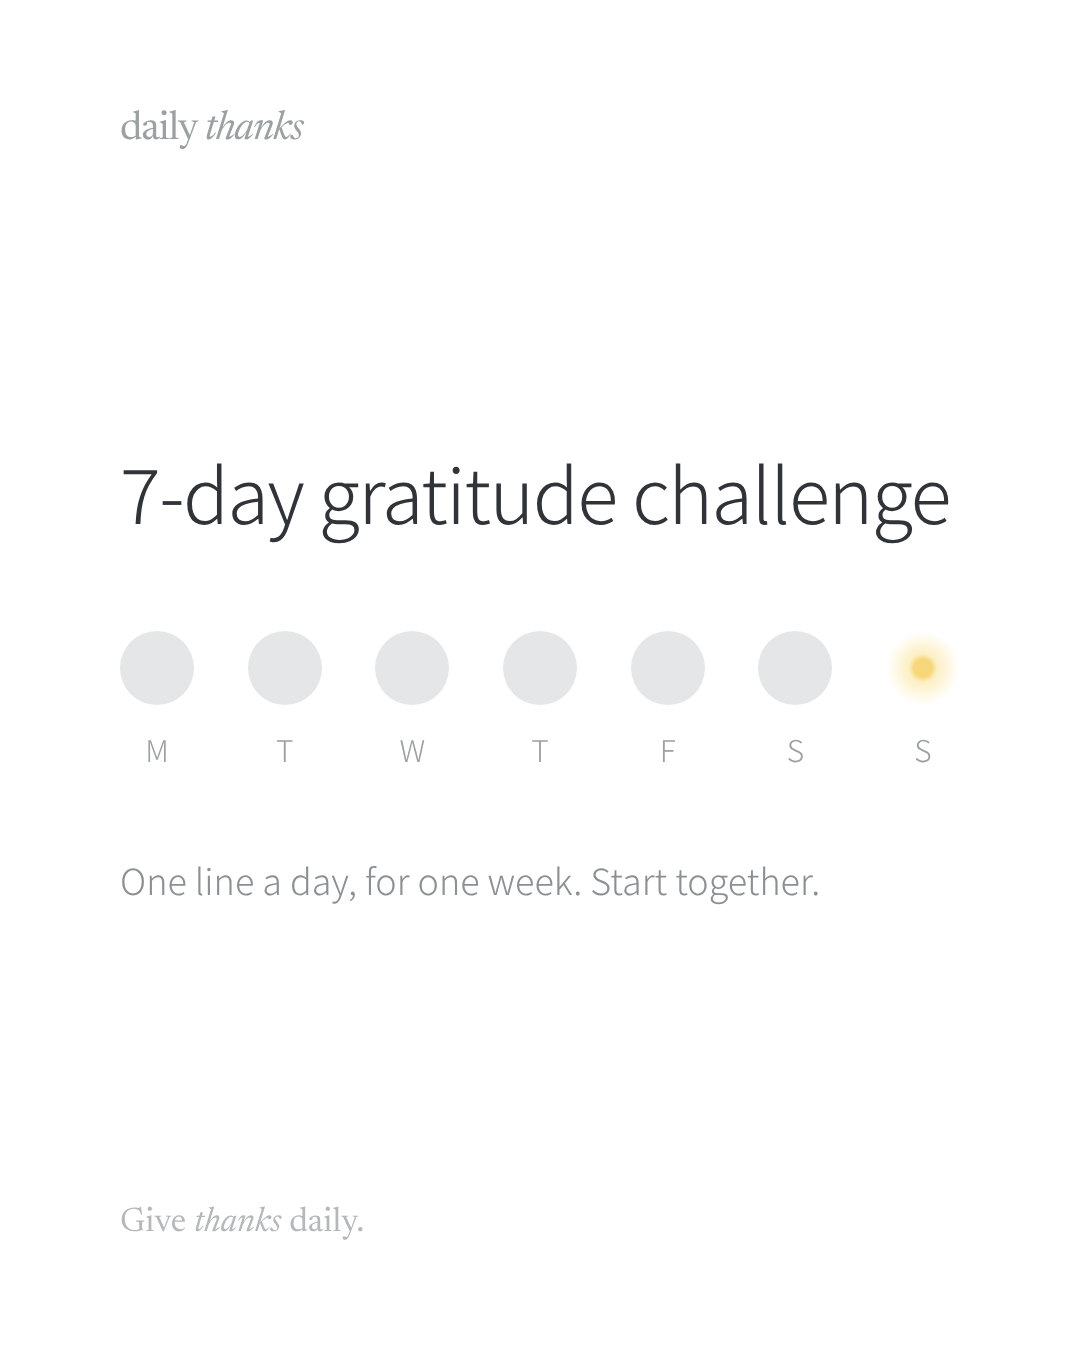 daily thanks
7-day gratitude challenge
M T W T F S S
One line a day, for one week. Start together.
Give thanks daily.